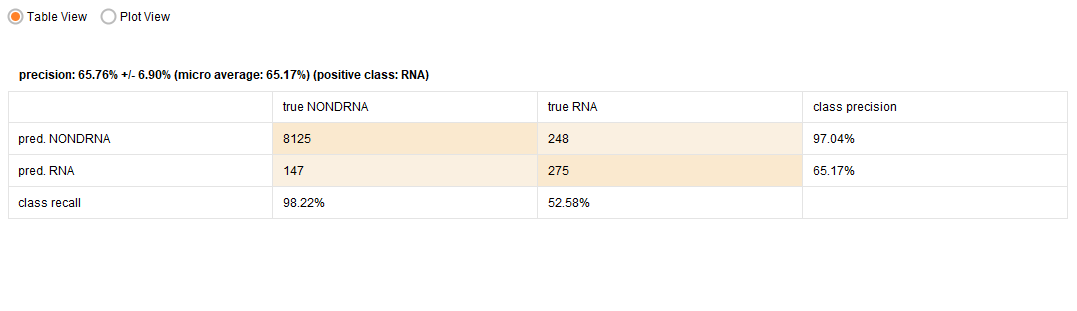 Table View Plot View
precision: 65.76% +/- 6.90% (micro average: 65.17%) (positive class: RNA)
true NONDRNA true RNA class precision
pred. NONDRNA 8125 248 97.04%
pred. RNA 147 275 65.17%
class recall 98.22% 52.58%